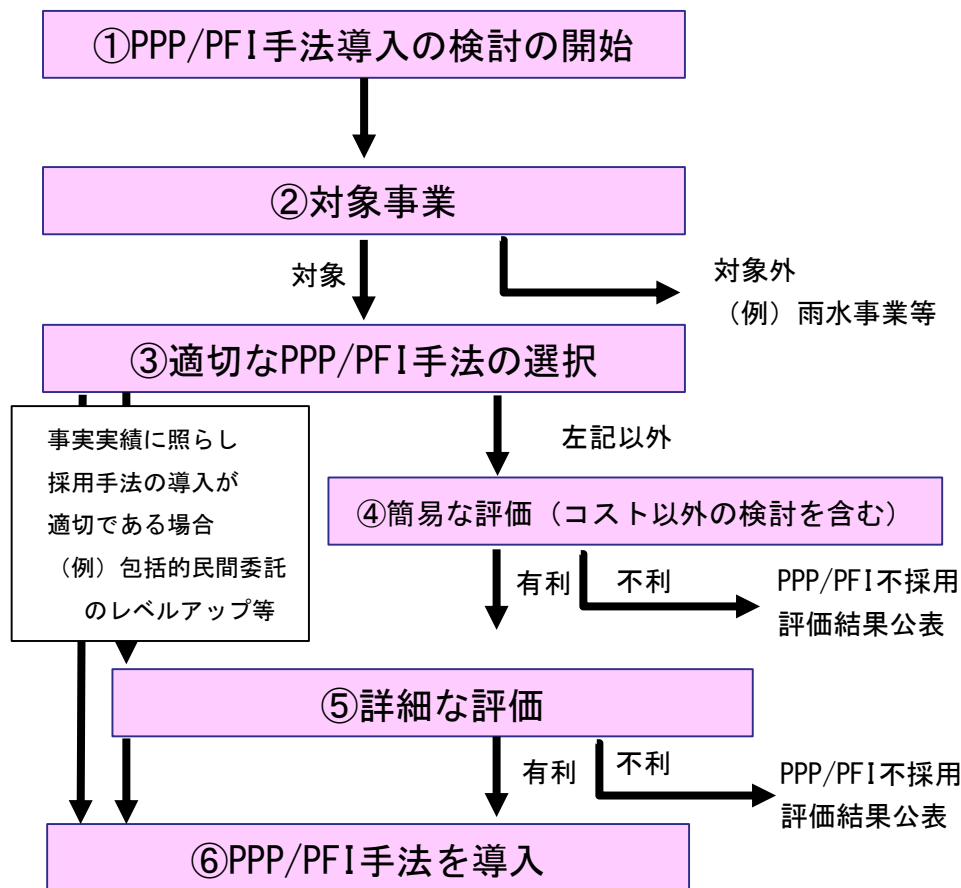 ①PPP/PFI手法導入の検討の開始
②対象事業
対象
対象外
（例）雨水事業等
③適切なPPP/PFI手法の選択
事実実績に照らし
採用手法の導入が
適切である場合
（例）包括的民間委託
のレベルアップ等
左記以外
④簡易な評価（コスト以外の検討を含む）
有利
不利
PPP/PFI不採用
評価結果公表
⑤詳細な評価
有利
不利
PPP/PFI不採用
評価結果公表
⑥PPP/PFI手法を導入